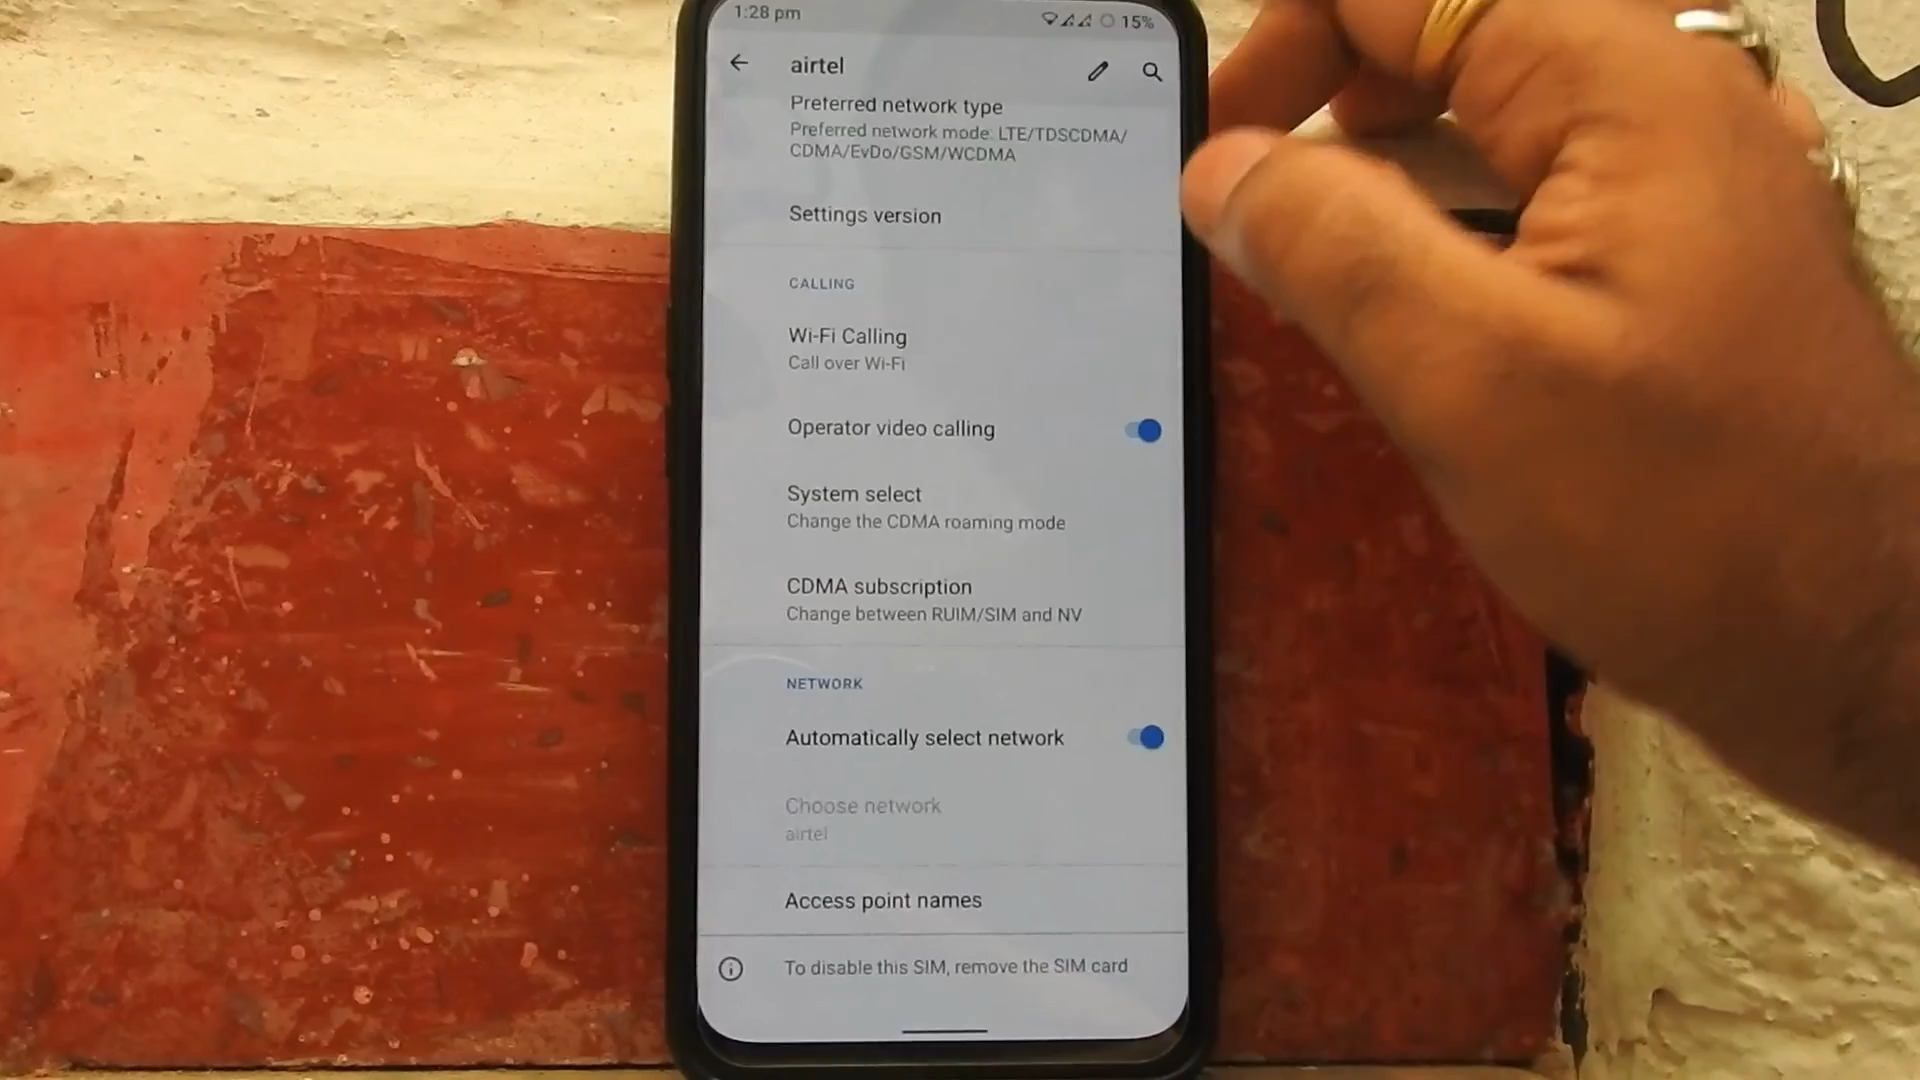 1:28 pm
15%
airtel
Preferred network type
Preferred network mode: LTE/TDSCDMA/
CDMA/EvDo/GSM/WCDMA
Settings version
CALLING
Wi-Fi Calling
Call over Wi-Fi
Operator video calling
System select
Change the CDMA roaming mode
CDMA subscription
Change between RUIM/SIM and NV
NETWORK
Automatically select network
Choose network
airtel
Access point names
To disable this SIM, remove the SIM card